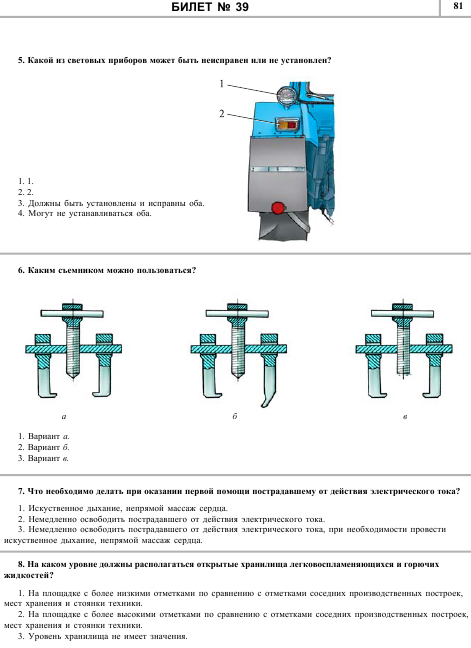 БИЛЕТ № 39
81
5. Какой из световых приборов может быть неисправен или не установлен?
1
2
1. 1.
2. 2.
3. Должны быть установлены и исправны оба.
4. Могут не устанавливаться оба.
6. Каким съемником можно пользоваться?
а б в
1. Вариант а.
2. Вариант б.
3. Вариант в.
7. Что необходимо делать при оказании первой помощи пострадавшему от действия электрического тока?
1. Искуственное дыхание, непрямой массаж сердца.
2. Немедленно освободить пострадавшего от действия электрического тока.
3. Немедленно освободить пострадавшего от действия электрического тока, при необходимости провести
искуственное дыхание, непрямой массаж сердца.
8. На каком уровне должны располагаться открытые хранилища легковоспламеняющихся и горючих
жидкостей?
1. На площадке с более низкими отметками по сравнению с отметками соседних производственных построек,
мест хранения и стоянки техники.
2. На площадке с более высокими отметками по сравнению с отметками соседних производственных построек,
мест хранения и стоянки техники.
3. Уровень хранилища не имеет значения.